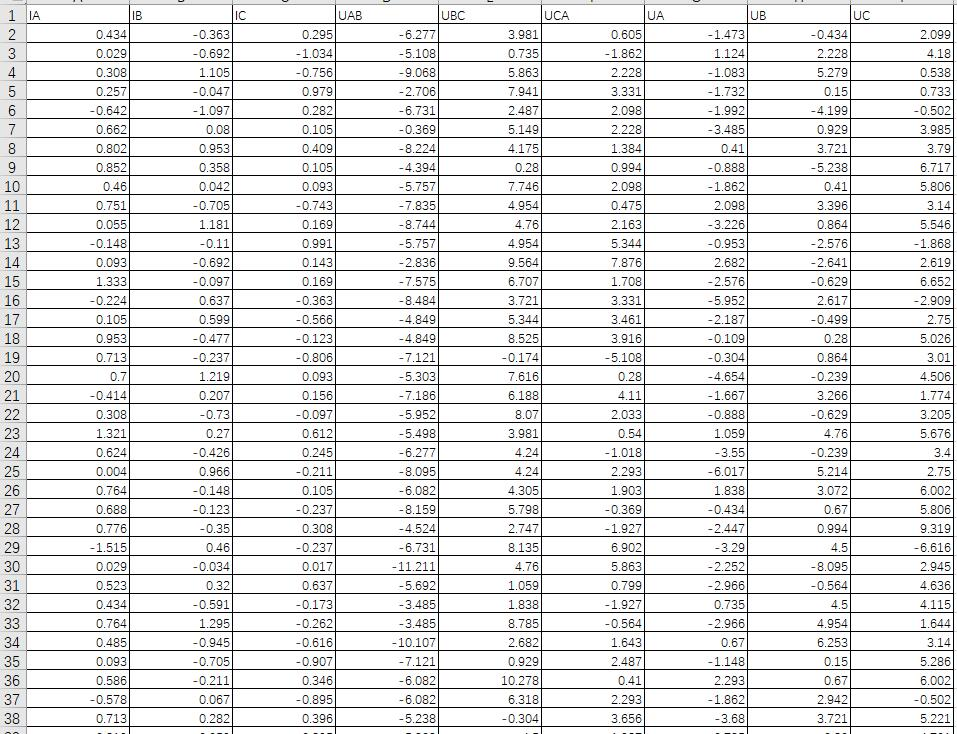 1 IA IB IC UAB UBC UCA UA UB UC
2 0.434 -0.363 0.295 -6.277 3.981 0.605 -1.473 -0.434 2.099
3 0.029 -0.692 -1.034 -5.108 0.735 -1.862 1.124 2.228 4.18
4 0.308 1.105 -0.756 -9.068 5.863 2.228 -1.083 5.279 0.538
5 0.257 -0.047 0.979 -2.706 7.941 3.331 -1.732 0.15 0.733
6 -0.642 -1.097 0.282 -6.731 2.487 2.098 -1.992 -4.199 -0.502
7 0.662 0.08 0.105 -0.369 5.149 2.228 -3.485 0.929 3.985
8 0.802 0.953 0.409 -8.224 4.175 1.384 0.41 3.721 3.79
9 0.852 0.358 0.105 -4.394 0.28 0.994 -0.888 -5.238 6.717
10 0.46 0.042 0.093 -5.757 7.746 2.098 -1.862 0.41 5.806
11 0.751 -0.705 -0.743 -7.835 4.954 0.475 2.098 3.396 3.14
12 0.055 1.181 0.169 -8.744 4.76 2.163 -3.226 0.864 5.546
13 -0.148 -0.11 0.991 -5.757 4.954 5.344 -0.953 -2.576 -1.868
14 0.093 -0.692 0.143 -2.836 9.564 7.876 2.682 -2.641 2.619
15 1.333 -0.097 0.169 -7.575 6.707 1.708 -2.576 -0.629 6.652
16 -0.224 0.637 -0.363 -8.484 3.721 3.331 -5.952 2.617 -2.909
17 0.105 0.599 -0.566 -4.849 5.344 3.461 -2.187 -0.499 2.75
18 0.953 -0.477 -0.123 -4.849 8.525 3.916 -0.109 0.28 5.026
19 0.713 -0.237 -0.806 -7.121 -0.174 -5.108 -0.304 0.864 3.01
20 0.7 1.219 0.093 -5.303 7.616 0.28 -4.654 -0.239 4.506
21 -0.414 0.207 0.156 -7.186 6.188 4.11 -1.667 3.266 1.774
22 0.308 -0.73 -0.097 -5.952 8.07 2.033 -0.888 -0.629 3.205
23 1.321 0.27 0.612 -5.498 3.981 0.54 1.059 4.76 5.676
24 0.624 -0.426 0.245 -6.277 4.24 -1.018 -3.55 -0.239 3.4
25 0.004 0.966 -0.211 -8.095 4.24 2.293 -6.017 5.214 2.75
26 0.764 -0.148 0.105 -6.082 4.305 1.903 1.838 3.072 6.002
27 0.688 -0.123 -0.237 -8.159 5.798 -0.369 -0.434 0.67 5.806
28 0.776 -0.35 0.308 -4.524 2.747 -1.927 -2.447 0.994 9.319
29 -1.515 0.46 -0.237 -6.731 8.135 6.902 -3.29 4.5 -6.616
30 0.029 -0.034 0.017 -11.211 4.76 5.863 -2.252 -8.095 2.945
31 0.523 0.32 0.637 -5.692 1.059 0.799 -2.966 -0.564 4.636
32 0.434 -0.591 -0.173 -3.485 1.838 -1.927 0.735 4.5 4.115
33 0.764 1.295 -0.262 -3.485 8.785 -0.564 -2.966 4.954 1.644
34 0.485 -0.945 -0.616 -10.107 2.682 1.643 0.67 6.253 3.14
35 0.093 -0.705 -0.907 -7.121 0.929 2.487 -1.148 0.15 5.286
36 0.586 -0.211 0.346 -6.082 10.278 0.41 2.293 0.67 6.002
37 -0.578 0.067 -0.895 -6.082 6.318 2.293 -1.862 2.942 -0.502
38 0.713 0.282 0.396 -5.238 -0.304 3.656 -3.68 3.721 5.221